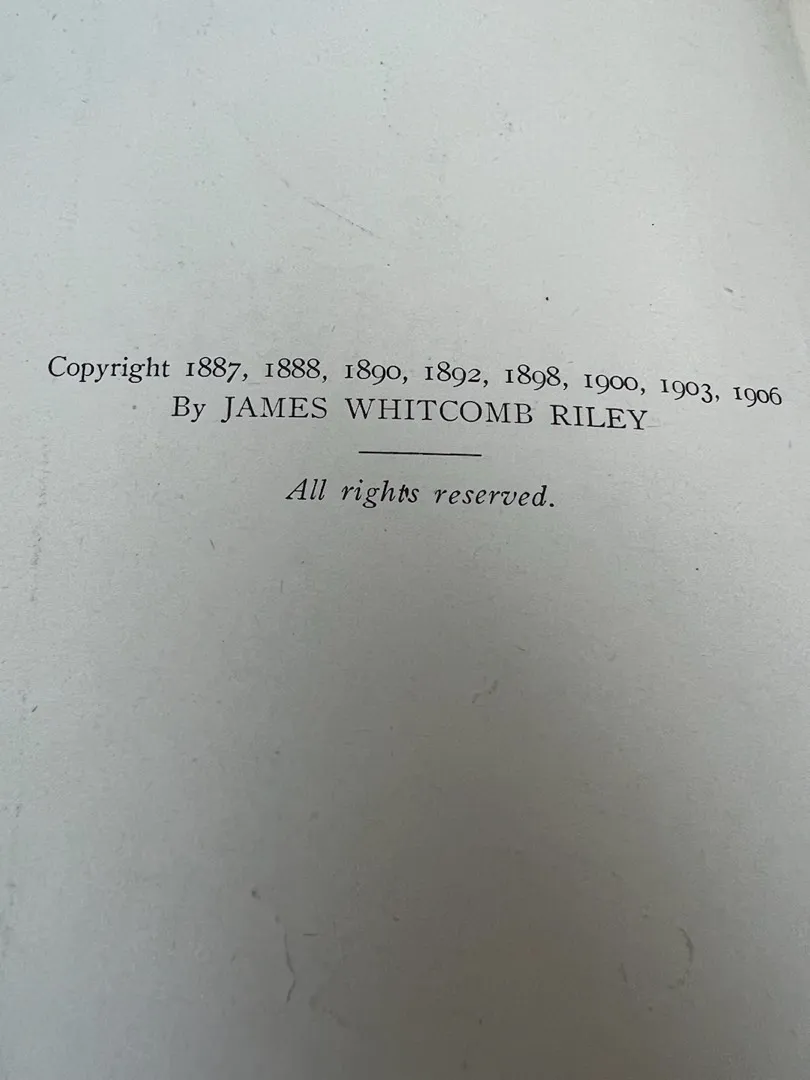 Copyright 1887, 1888, 1890, 1892, 1898, 1900, 1903, 1906
By JAMES WHITCOMB RILEY
All rights reserved.